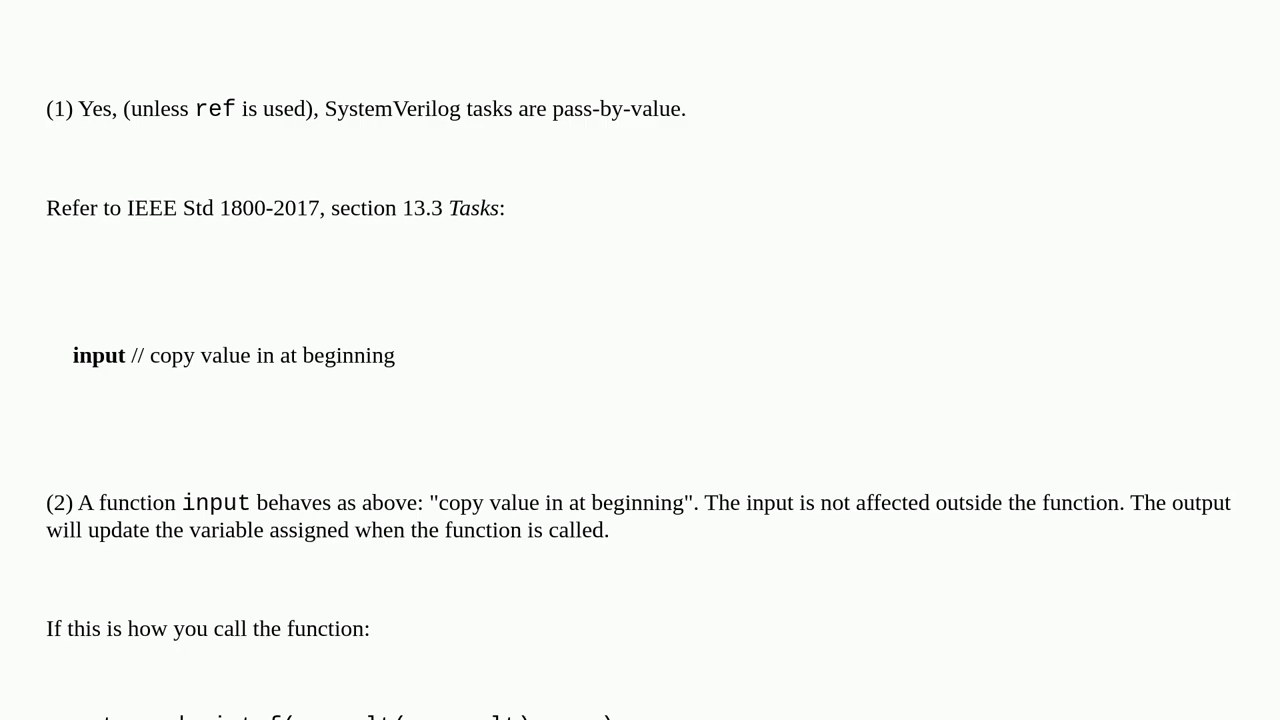 (1) Yes, (unless ref is used), SystemVerilog tasks are pass-by-value.
Refer to IEEE Std 1800-2017, section 13.3 Tasks:
input // copy value in at beginning
(2) A function input behaves as above: "copy value in at beginning". The input is not affected outside the function. The output
will update the variable assigned when the function is called.
If this is how you call the function: